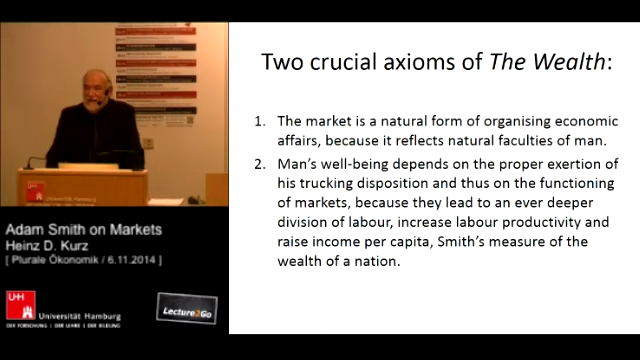 Two crucial axioms of The Wealth:
1. The market is a natural form of organising economic
affairs, because it reflects natural faculties of man.
2. Man's well-being depends on the proper exertion of
his trucking disposition and thus on the functioning
of markets, because they lead to an ever deeper
division of labour, increase labour productivity and
raise income per capita, Smith's measure of the
wealth of a nation.
Universität Hamburg
Adam Smith on Markets
Heinz D. Kurz
[ Plurale Ökonomik / 6.11.2014 ]
UH
Universität Hamburg
DER FORSCHUNG | DER LEHRE | DER BILDUNG
Lecture2Go